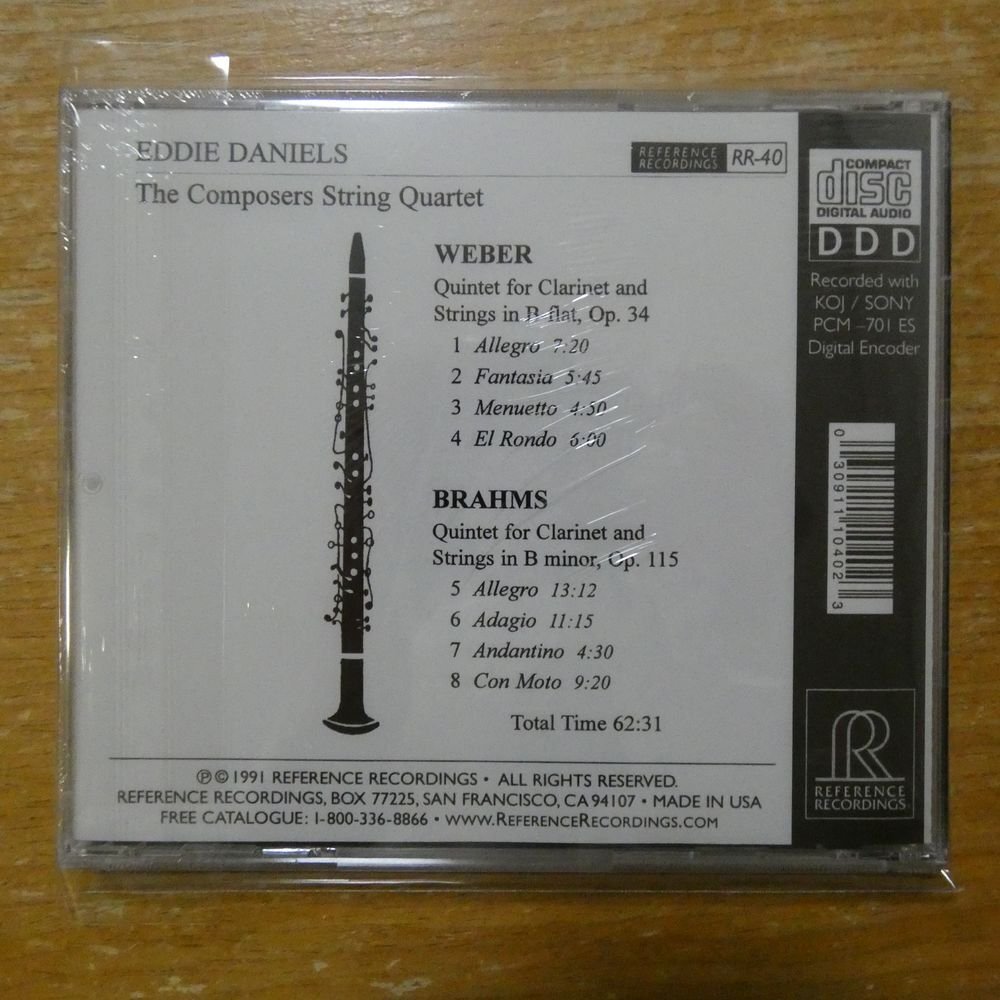 EDDIE DANIELS
REFERENCE
RECORDINGS
RR-40
The Composers String Quartet
WEBER
Quintet for Clarinet and
Strings in B flat, Op. 34
1 Allegro 7:20
2 Fantasia 5:45
3 Menuetto 4:50
4 El Rondo 6:00
BRAHMS
Quintet for Clarinet and
Strings in B minor, Op. 115
5 Allegro 13:12
6 Adagio 11:15
7 Andantino 4:30
8 Con Moto 9:20
Total Time 62:31
℗ © 1991 REFERENCE RECORDINGS • ALL RIGHTS RESERVED.
REFERENCE RECORDINGS, BOX 77225, SAN FRANCISCO, CA 94107 • MADE IN USA
FREE CATALOGUE: 1-800-336-8866 • WWW.REFERENCERECORDINGS.COM
COMPACT
disc
DIGITAL AUDIO
DDD
Recorded with
KOJ / SONY
PCM –701 ES
Digital Encoder
0 30911 10402 3
RR
REFERENCE
RECORDINGS